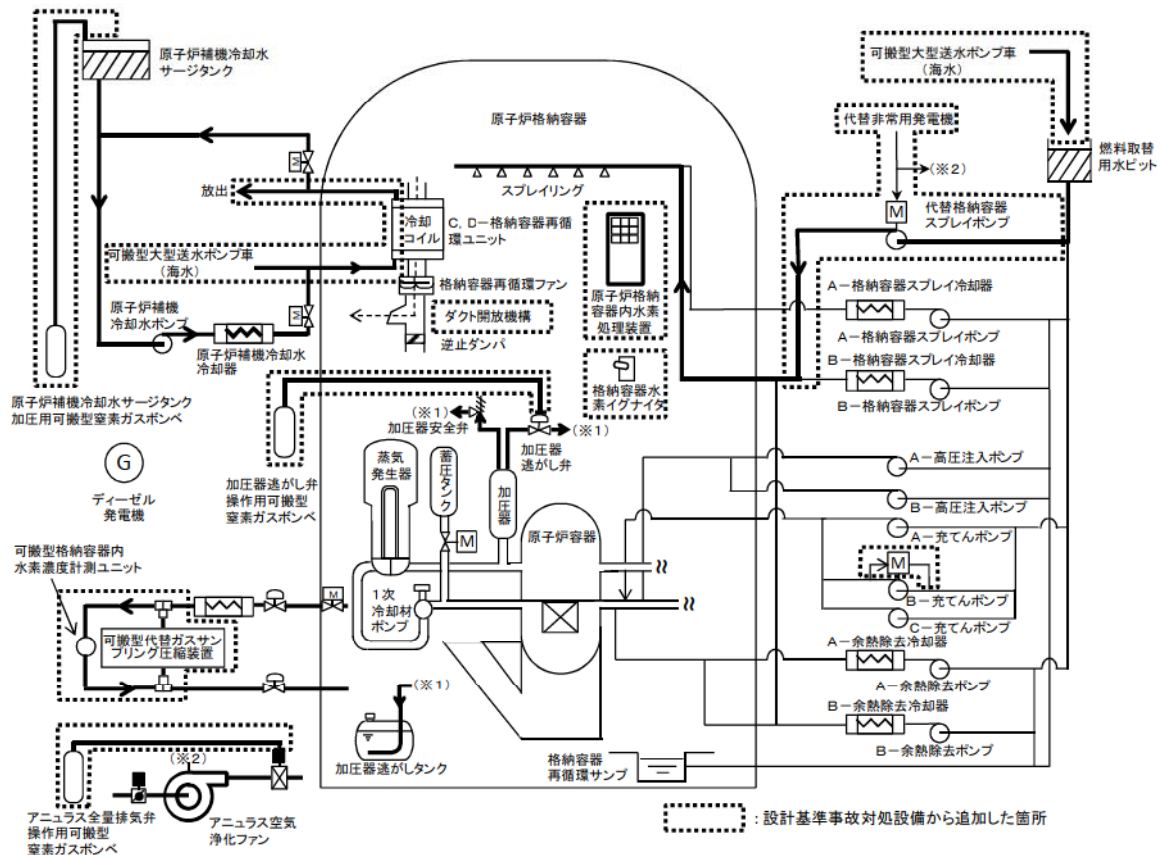 原子炉補機冷却水
サージタンク
原子炉格納容器
可搬型大型送水ポンプ車
(海水)
代替非常用発電機
燃料取替
用水ピット
(※2)
M
放出
スプレイリング
M
代替格納容器
スプレイポンプ
冷却
コイル
C,D-格納容器再循
環ユニット
可搬型大型送水ポンプ車
(海水)
格納容器再循環ファン
原子炉格納
容器内水素
処理装置
A-格納容器スプレイ冷却器
原子炉補機
冷却水ポンプ
M
ダクト開放機構
A-格納容器スプレイポンプ
逆止ダンパ
B-格納容器スプレイ冷却器
原子炉補機冷却水
冷却器
格納容器水
素イグナイタ
B-格納容器スプレイポンプ
原子炉補機冷却水サージタンク
加圧用可搬型窒素ガスボンベ
(※1)
加圧器安全弁
(※1)
加圧器
逃がし弁
G
ディーゼル
発電機
加圧器逃がし弁
操作用可搬型
窒素ガスボンベ
蒸気
発生器
蓄圧タンク
加圧器
A-高圧注入ポンプ
B-高圧注入ポンプ
原子炉容器
A-充てんポンプ
M
M
B-充てんポンプ
C-充てんポンプ
可搬型格納容器内
水素濃度計測ユニット
M
1次
冷却材
ポンプ
可搬型代替ガスサン
プリング圧縮装置
A-余熱除去冷却器
A-余熱除去ポンプ
B-余熱除去冷却器
B-余熱除去ポンプ
(※1)
加圧器逃がしタンク
格納容器
再循環サンプ
(※2)
アニュラス全量排気弁
操作用可搬型
窒素ガスボンベ
アニュラス空気
浄化ファン
:設計基準事故対処設備から追加した箇所